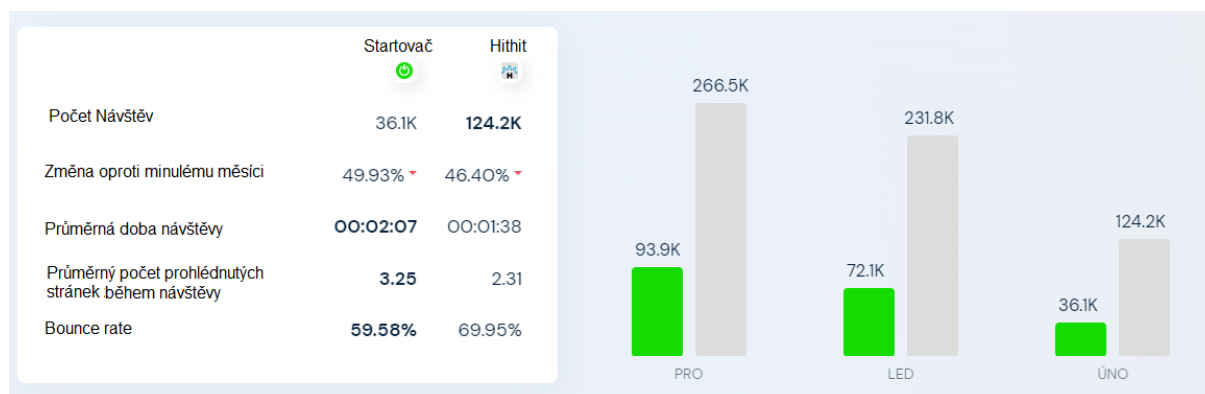 Startovač Hithit
H
Počet Návštěv 36.1K 124.2K
Změna oproti minulému měsíci 49.93% 46.40%
Průměrná doba návštěvy 00:02:07 00:01:38
Průměrný počet prohlédnutých
stránek během návštěvy 3.25 2.31
Bounce rate 59.58% 69.95%
266.5K
231.8K
124.2K
93.9K
72.1K
36.1K
PRO LED ÚNO